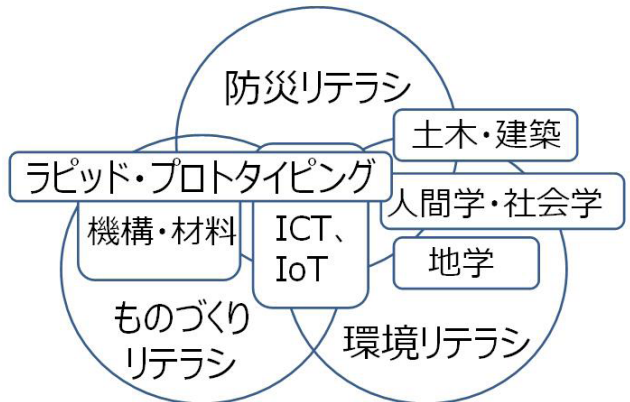 防災リテラシ
土木・建築
ラピッド・プロトタイピング
人間学・社会学
機構・材料
ICT、
IoT
地学
ものづくり
リテラシ
環境リテラシ